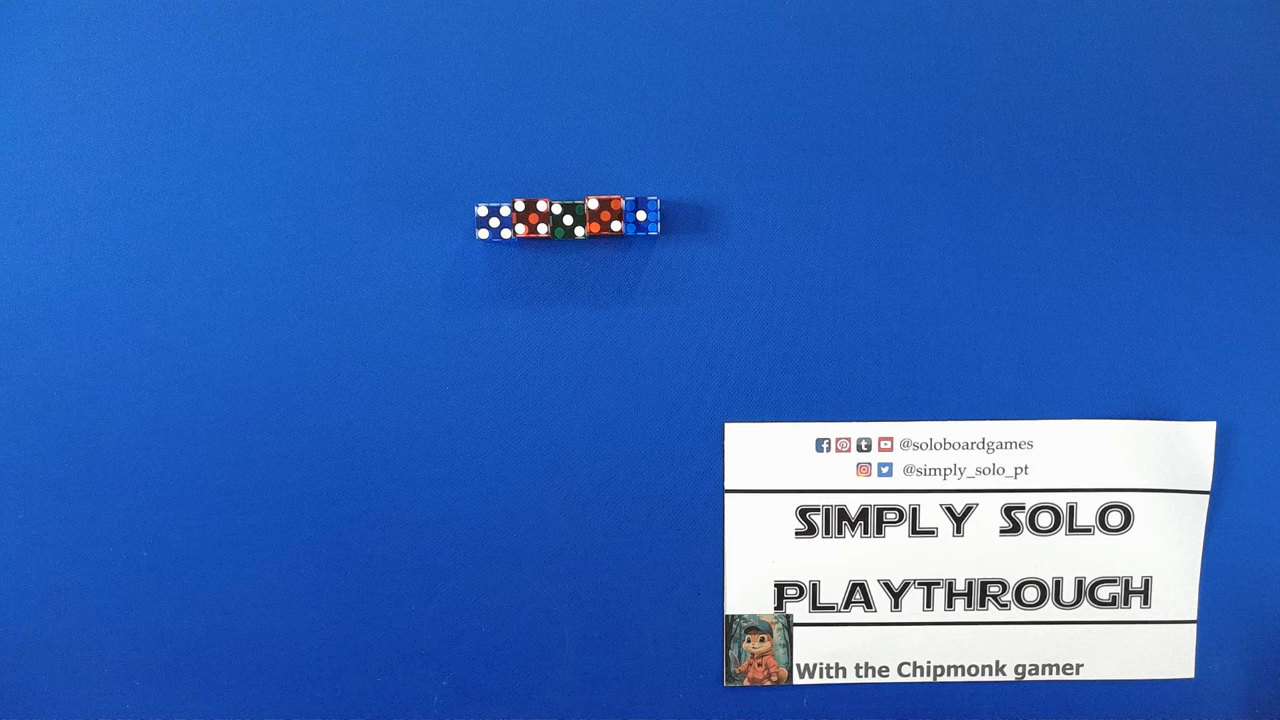 @soloboardgames
@simply_solo_pt
SIMPLY SOLO
PLAYTHROUGH
With the Chipmonk gamer